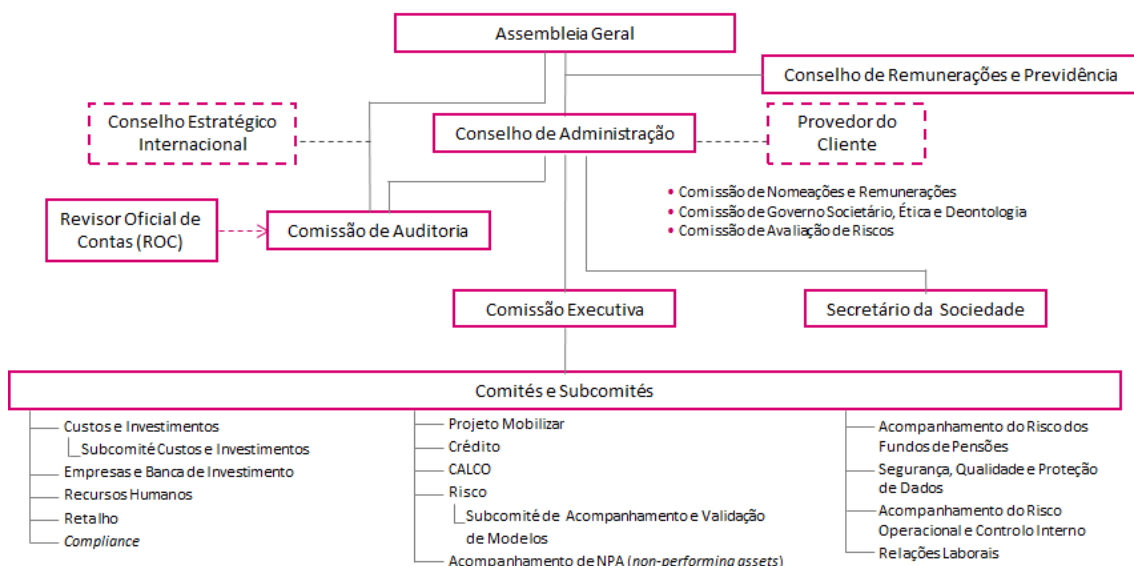 Assembleia Geral
Conselho de Remunerações e Previdência
Conselho Estratégico
Internacional
Conselho de Administração
Provedor do
Cliente
• Comissão de Nomeações e Remunerações
• Comissão de Governo Societário, Ética e Deontologia
• Comissão de Avaliação de Riscos
Revisor Oficial de
Contas (ROC)
Comissão de Auditoria
Comissão Executiva
Secretário da Sociedade
Comités e Subcomités
Custos e Investimentos
Subcomité Custos e Investimentos
Empresas e Banca de Investimento
Recursos Humanos
Retalho
Compliance
Projeto Mobilizar
Crédito
CALCO
Risco
Subcomité de Acompanhamento e Validação
de Modelos
Acompanhamento de NPA (non-performing assets)
Acompanhamento do Risco dos
Fundos de Pensões
Segurança, Qualidade e Proteção
de Dados
Acompanhamento do Risco
Operacional e Controlo Interno
Relações Laborais